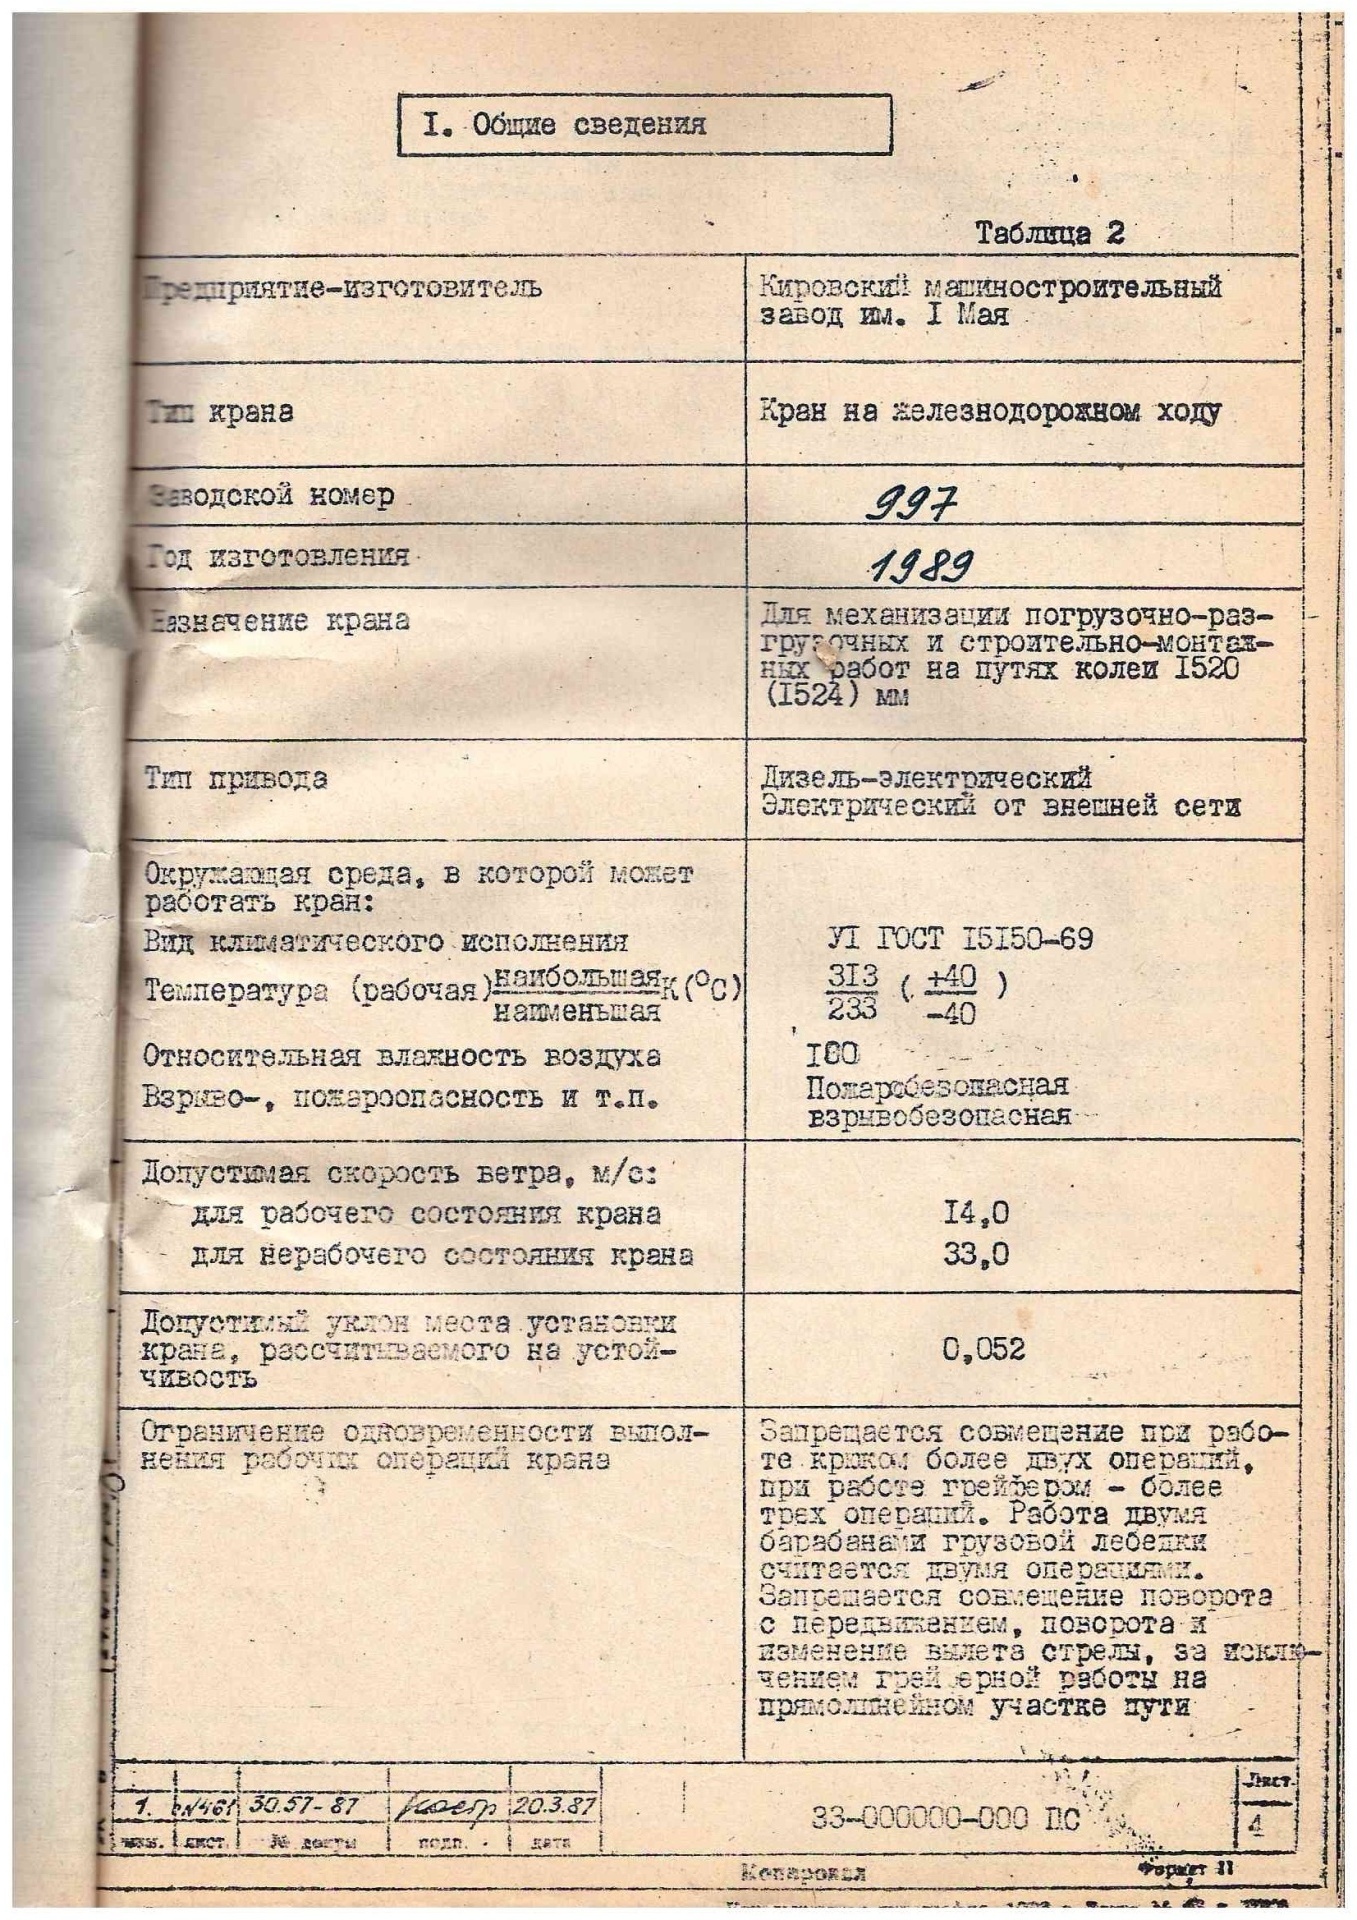 I. Общие сведения
Таблица 2
Предприятие-изготовитель
Кировский машиностроительный
завод им. I Мая
Тип крана
Кран на железнодорожном ходу
Заводской номер
997
Год изготовления
1989
Назначение крана
Для механизации погрузочно-раз-
грузочных и строительно-монтаж-
ных работ на путях колеи I520
(I524) мм
Тип привода
Дизель-электрический
Электрический от внешней сети
Окружающая среда, в которой может
работать кран:
Вид климатического исполнения
УI ГОСТ I5I50-69
Температура (рабочая) наибольшая К(°С)
наименьшая
3I3 ( +40 )
233 -40
Относительная влажность воздуха
I00
Взрыво-, пожароопасность и т.п.
Пожаробезопасная
взрывобезопасная
Допустимая скорость ветра, м/с:
для рабочего состояния крана
I4,0
для нерабочего состояния крана
33,0
Допустимый уклон места установки
крана, рассчитываемого на устой-
чивость
0,052
Ограничение одновременности выпол-
нения рабочих операций крана
Запрещается совмещение при рабо-
те крюком более двух операций,
при работе грейфером - более
трех операций. Работа двумя
барабанами грузовой лебедки
считается двумя операциями.
Запрещается совмещение поворота
с передвижением, поворота и
изменение вылета стрелы, за исклю-
чением грейферной работы на
прямолинейном участке пути
1. 30.57-87 20.3.87
изм. лист. № докум подп. дата
33-000000-000 ПС
Лист.
4
Копировал
Формат II